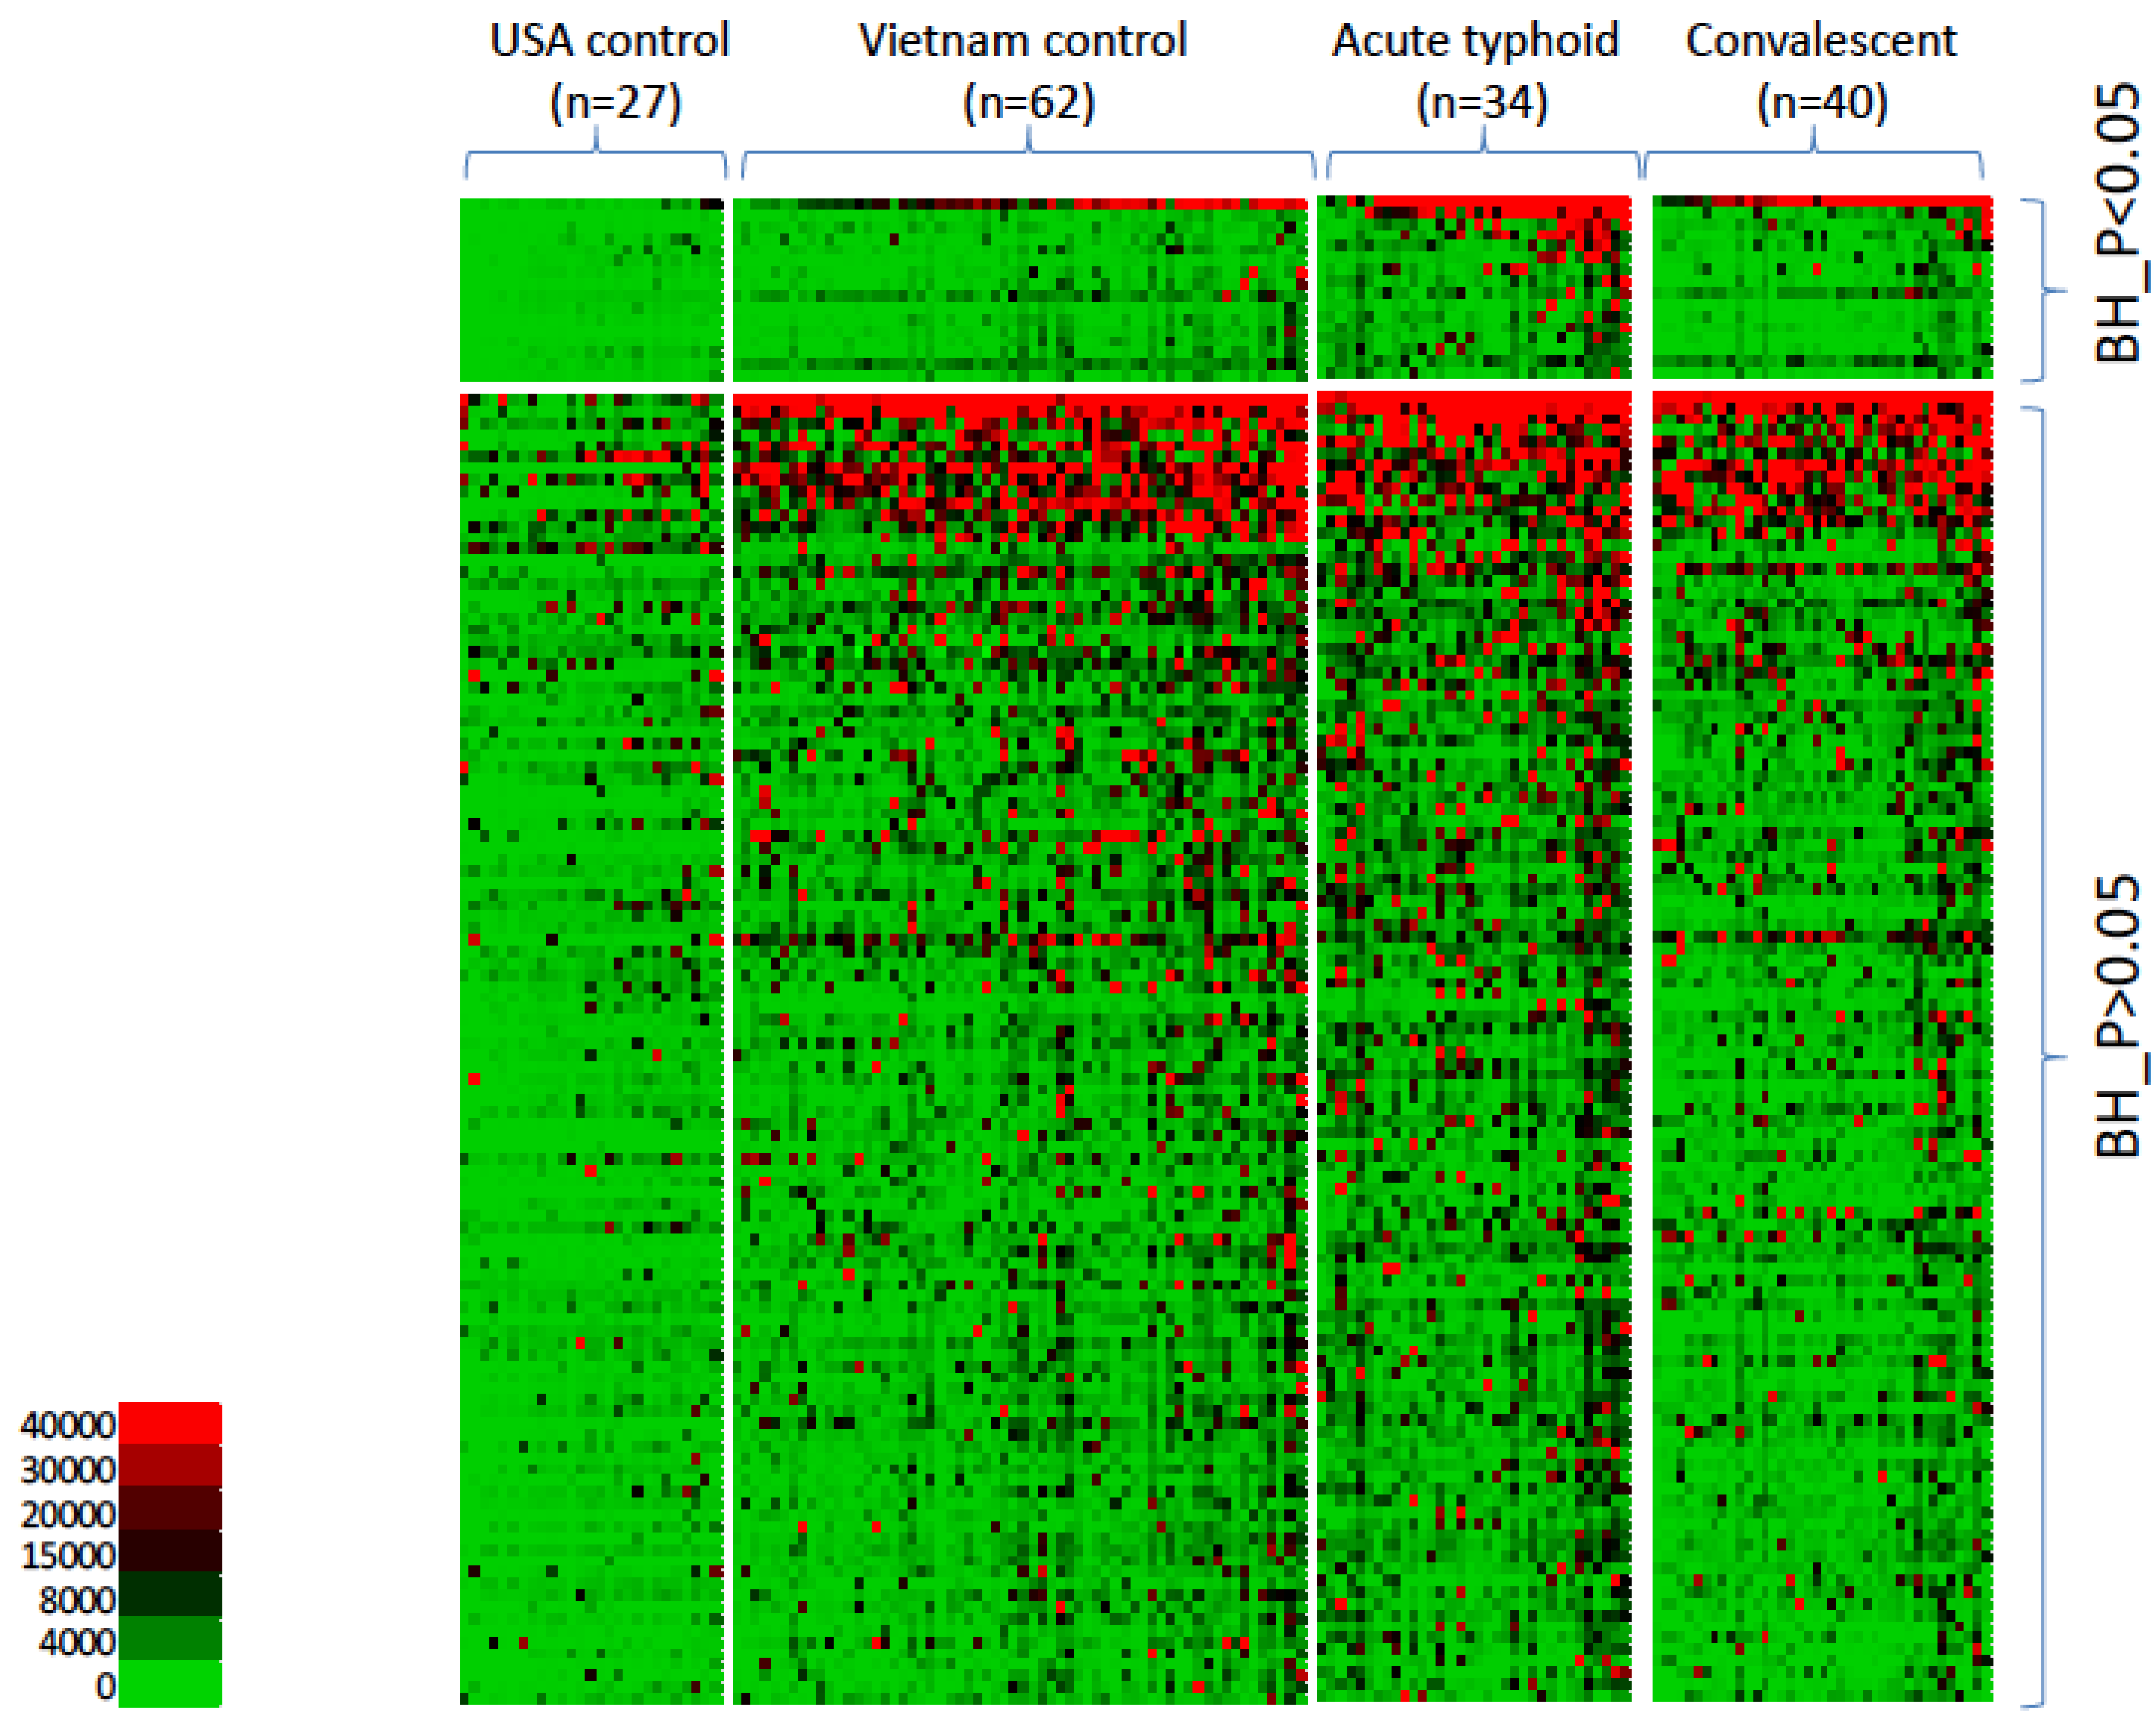 USA control
(n=27)
Vietnam control
(n=62)
Acute typhoid
(n=34)
Convalescent
(n=40)
BH_P<0.05
BH_P>0.05
40000
30000
20000
15000
8000
4000
0